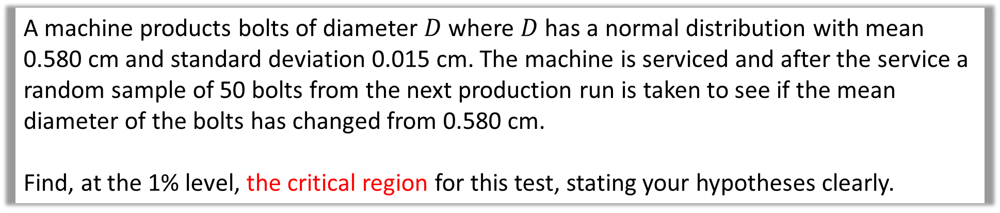 A machine products bolts of diameter D where D has a normal distribution with mean
0.580 cm and standard deviation 0.015 cm. The machine is serviced and after the service a
random sample of 50 bolts from the next production run is taken to see if the mean
diameter of the bolts has changed from 0.580 cm.
Find, at the 1% level, the critical region for this test, stating your hypotheses clearly.